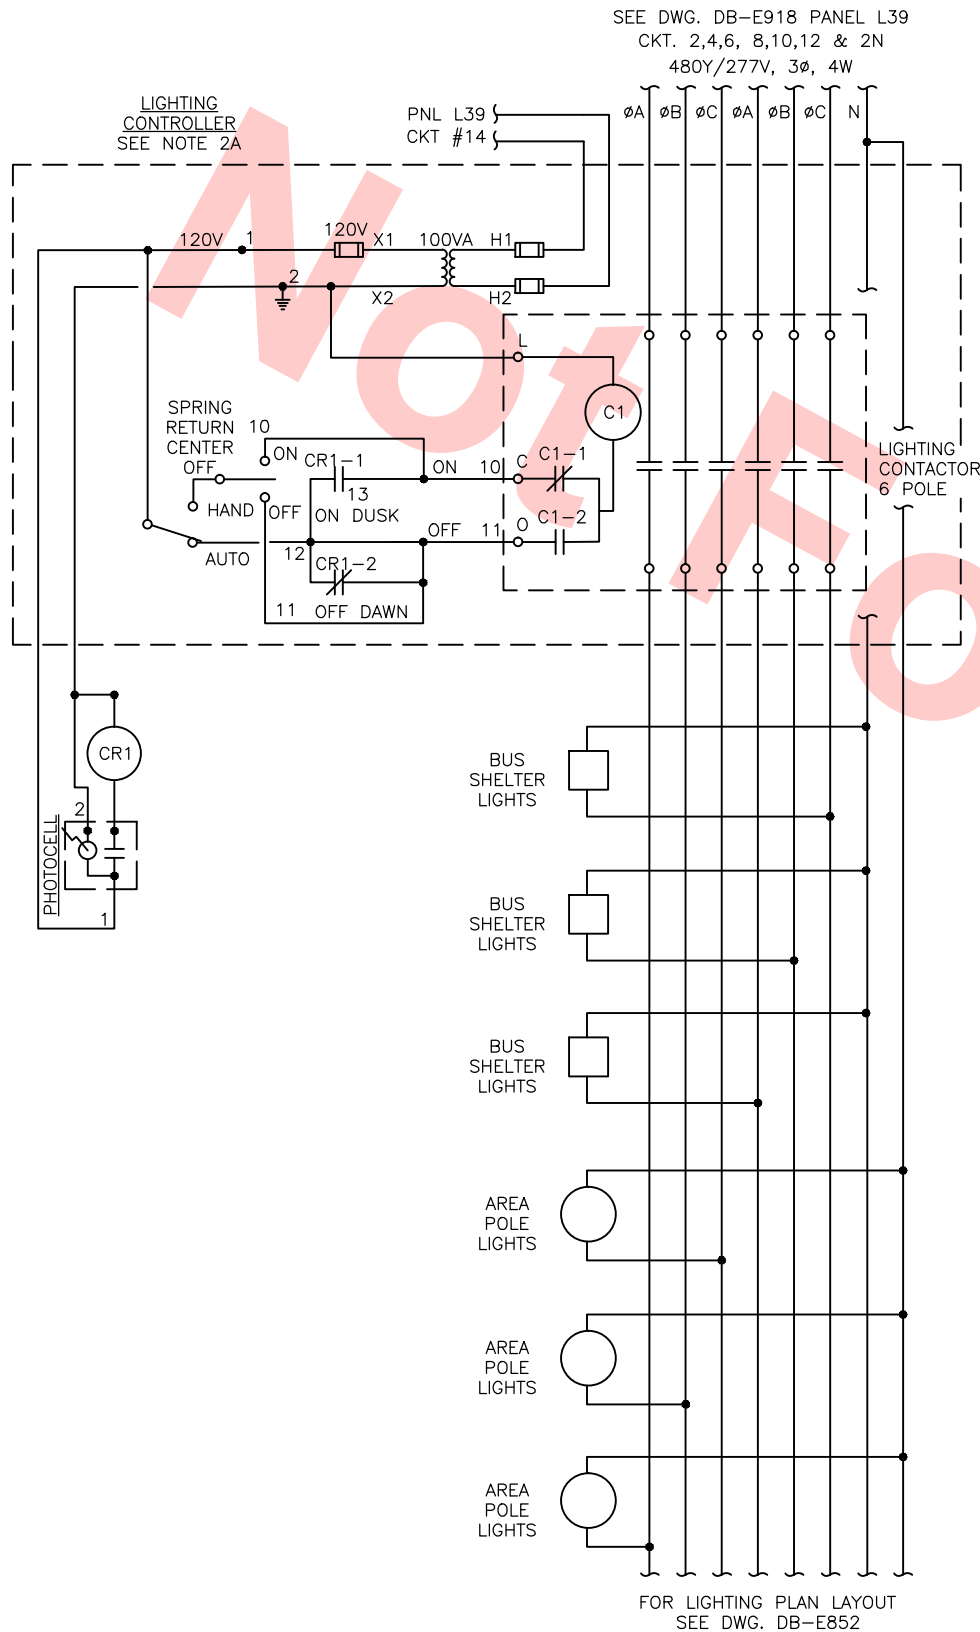 SEE DWG. DB-E918 PANEL L39
CKT. 2,4,6, 8,10,12 & 2N
480Y/277V, 3ø, 4W
LIGHTING
CONTROLLER
SEE NOTE 2A
PNL L39
CKT #14
øA øB øC øA øB øC N
120V 1 120V X1 100VA H1
2 X2 H2
L
C1
SPRING
RETURN
CENTER
OFF
10
ON
HAND
OFF
AUTO
CR1-1
13
ON DUSK
ON 10 C C1-1
OFF 11 O C1-2
12
CR1-2
11 OFF DAWN
LIGHTING
CONTACTOR
6 POLE
CR1
2
PHOTOCELL
1
BUS
SHELTER
LIGHTS
BUS
SHELTER
LIGHTS
BUS
SHELTER
LIGHTS
AREA
POLE
LIGHTS
AREA
POLE
LIGHTS
AREA
POLE
LIGHTS
FOR LIGHTING PLAN LAYOUT
SEE DWG. DB-E852
Not Fo